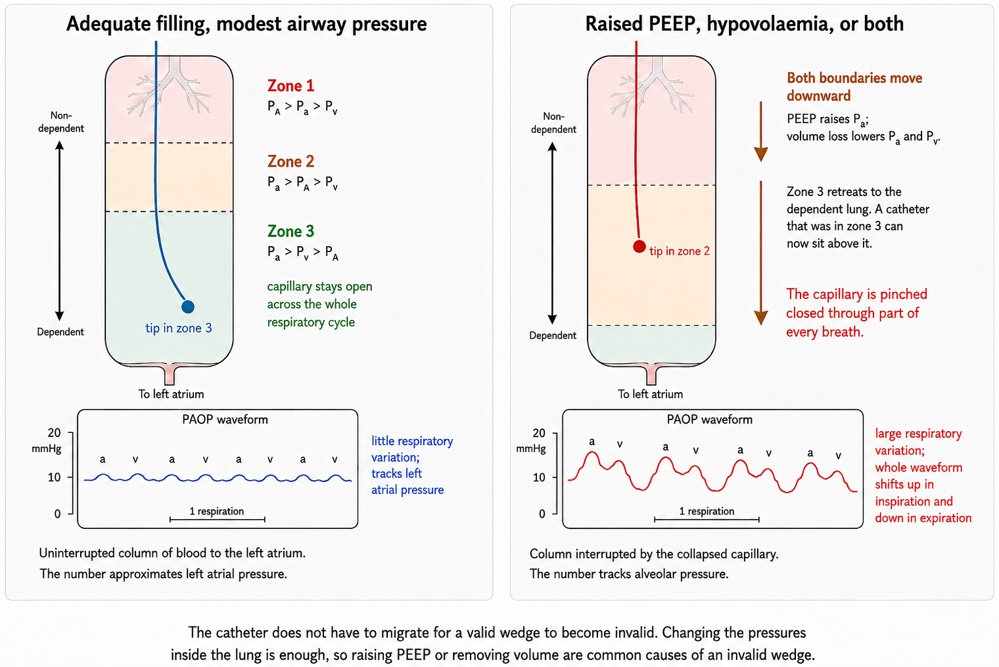 Adequate filling, modest airway pressure
Zone 1
PA > Pa > Pv
Non-
dependent
Zone 2
Pa > PA > Pv
Zone 3
Pa > Pv > PA
capillary stays open
across the whole
respiratory cycle
tip in zone 3
Dependent
To left atrium
PAOP waveform
20
mmHg
10
0
a v a v a v a v
1 respiration
little respiratory
variation;
tracks left
atrial pressure
Uninterrupted column of blood to the left atrium.
The number approximates left atrial pressure.
Raised PEEP, hypovolaemia, or both
Both boundaries move
downward
PEEP raises Pa;
volume loss lowers Pa and Pv.
Non-
dependent
Zone 3 retreats to the
dependent lung. A catheter
that was in zone 3 can
now sit above it.
tip in zone 2
The capillary is pinched
closed through part of
every breath.
Dependent
To left atrium
PAOP waveform
20
mmHg
10
0
a v a v a v a v
1 respiration
large respiratory
variation;
whole waveform
shifts up in
inspiration and
down in expiration
Column interrupted by the collapsed capillary.
The number tracks alveolar pressure.
The catheter does not have to migrate for a valid wedge to become invalid. Changing the pressures
inside the lung is enough, so raising PEEP or removing volume are common causes of an invalid wedge.